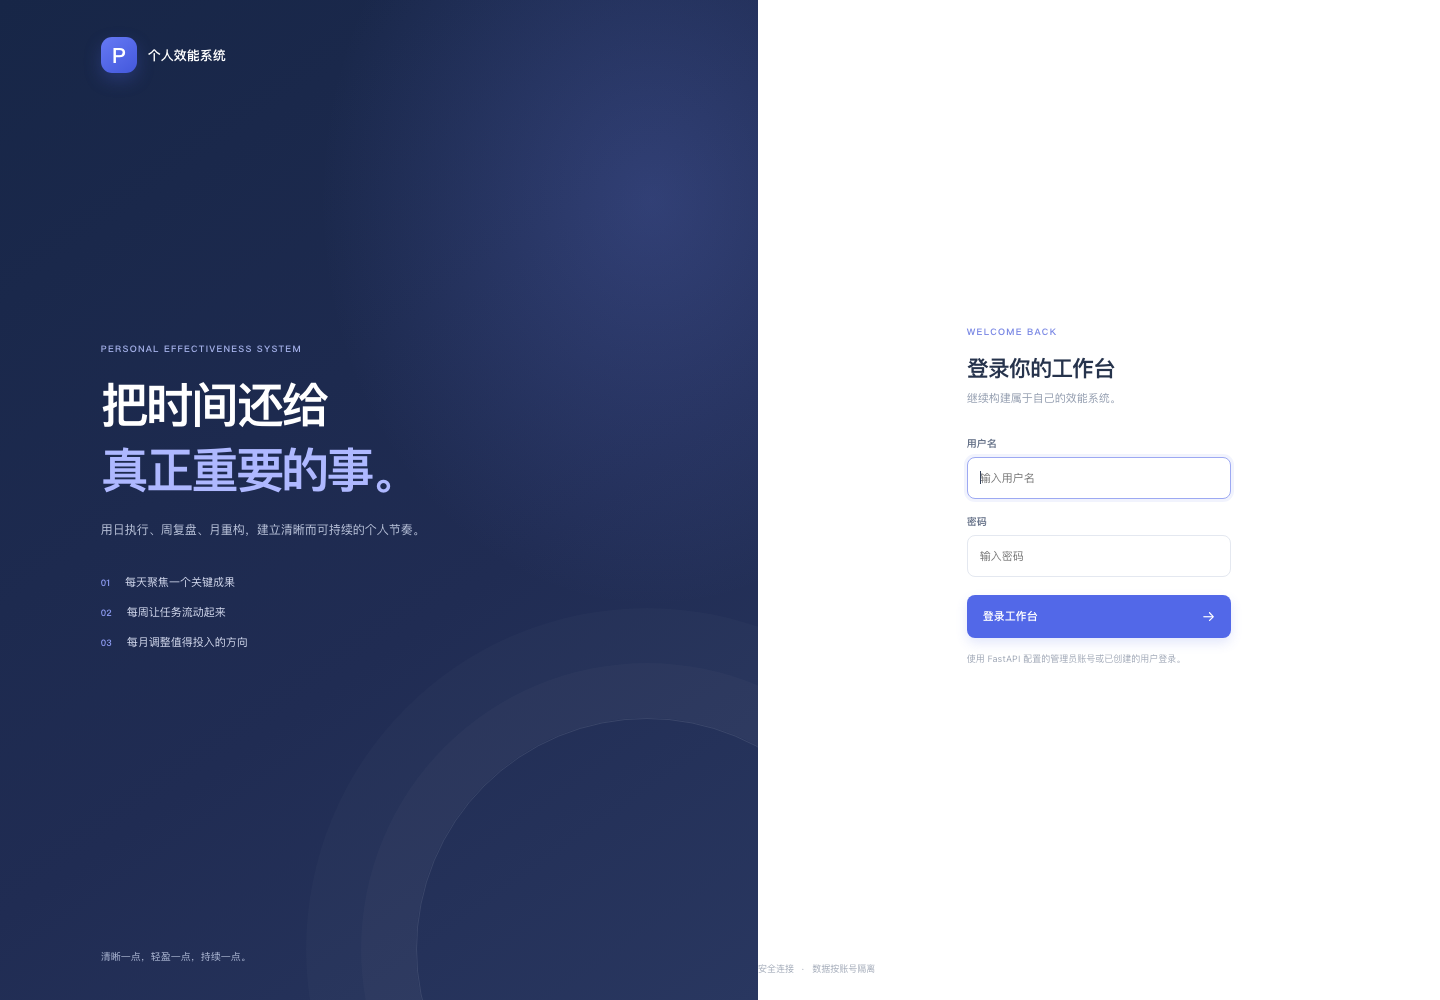 P 个人效能系统
PERSONAL EFFECTIVENESS SYSTEM
把时间还给
真正重要的事。
用日执行、周复盘、月重构，建立清晰而可持续的个人节奏。
01 每天聚焦一个关键成果
02 每周让任务流动起来
03 每月调整值得投入的方向
清晰一点，轻盈一点，持续一点。
WELCOME BACK
登录你的工作台
继续构建属于自己的效能系统。
用户名
输入用户名
密码
输入密码
登录工作台 →
使用 FastAPI 配置的管理员账号或已创建的用户登录。
安全连接 · 数据按账号隔离